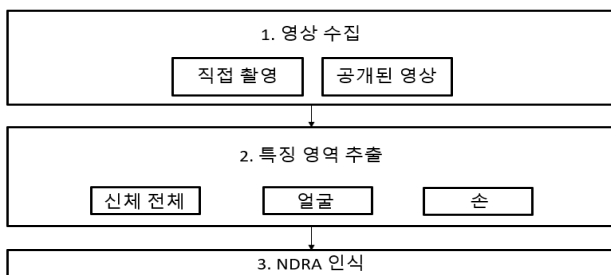 1. 영상 수집
직접 촬영 공개된 영상
2. 특징 영역 추출
신체 전체 얼굴 손
3. NDRA 인식